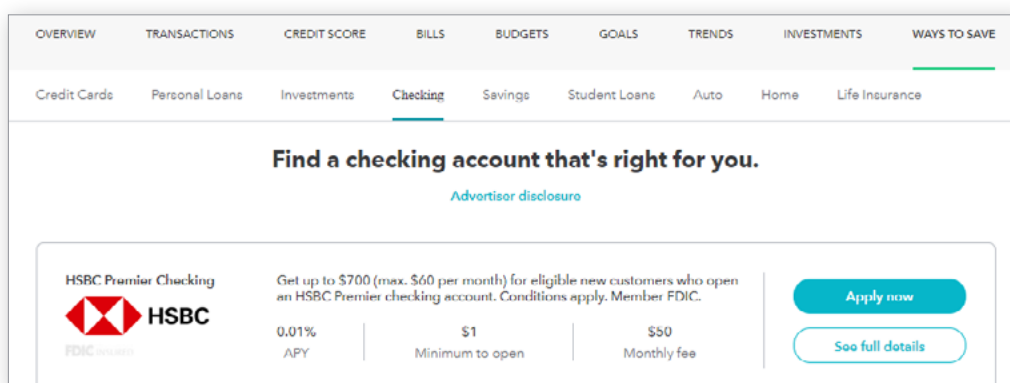 OVERVIEW TRANSACTIONS CREDIT SCORE BILLS BUDGETS GOALS TRENDS INVESTMENTS WAYS TO SAVE
Credit Cards Personal Loans Investments Checking Savings Student Loans Auto Home Life Insurance
Find a checking account that's right for you.
Advertiser disclosure
HSBC Premier Checking
HSBC
FDIC INSURED
Get up to $700 (max. $60 per month) for eligible new customers who open
an HSBC Premier checking account. Conditions apply. Member FDIC.
0.01% $1 $50
APY Minimum to open Monthly fee
Apply now
See full details